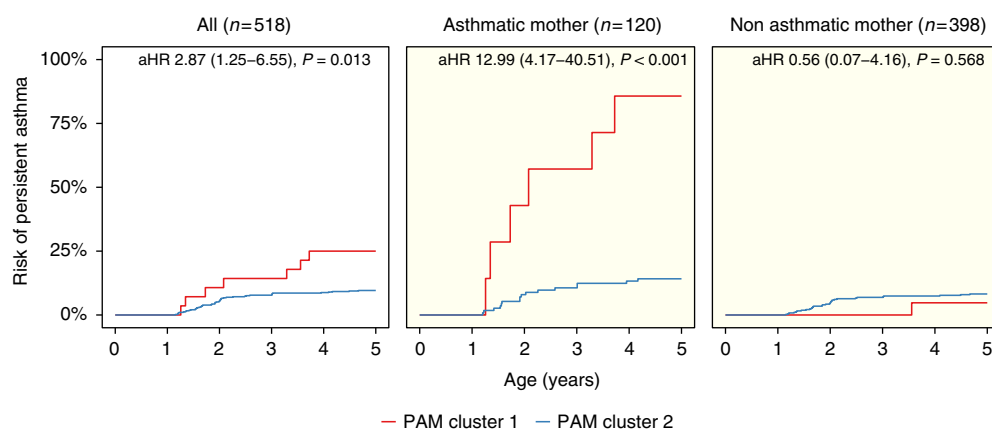 All (n=518)
Asthmatic mother (n=120)
Non asthmatic mother (n=398)
aHR 2.87 (1.25–6.55), P = 0.013
aHR 12.99 (4.17–40.51), P < 0.001
aHR 0.56 (0.07–4.16), P = 0.568
Risk of persistent asthma
100%
75%
50%
25%
0%
0 1 2 3 4 5
0 1 2 3 4 5
0 1 2 3 4 5
Age (years)
PAM cluster 1 PAM cluster 2